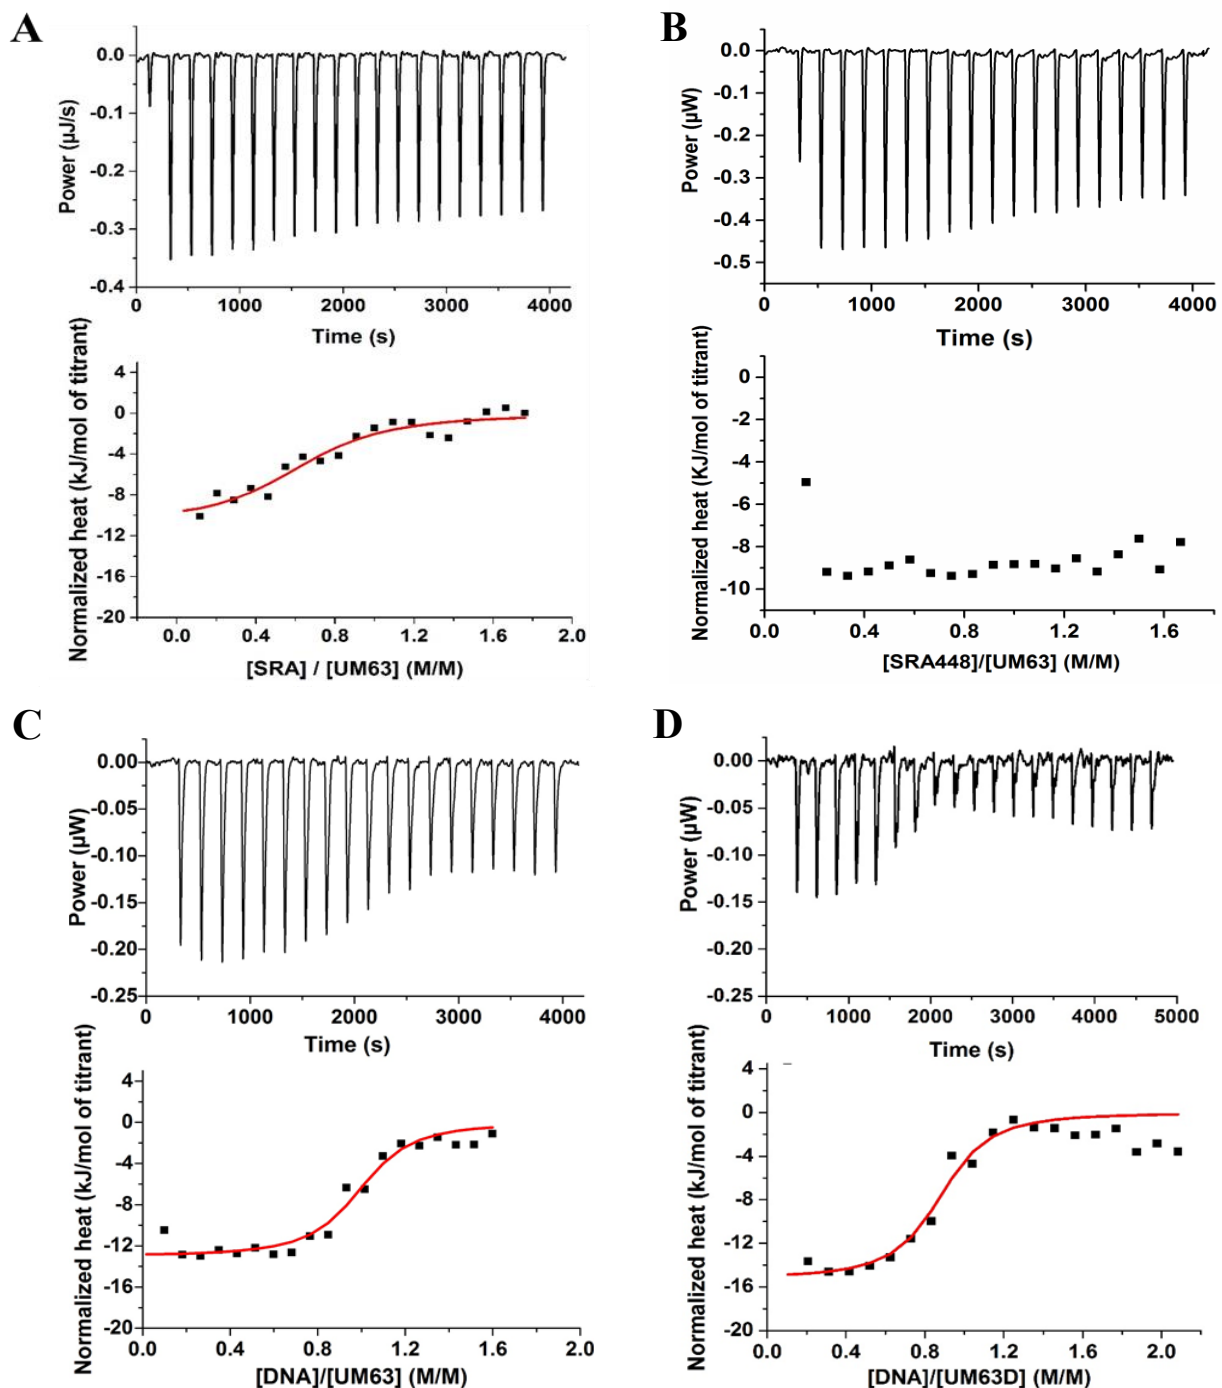 A
0.0
-0.1
-0.2
-0.3
-0.4
Power (µJ/s)
0 1000 2000 3000 4000
Time (s)
4
0
-4
-8
-12
-16
-20
Normalized heat (kJ/mol of titrant)
0.0 0.4 0.8 1.2 1.6 2.0
[SRA] / [UM63] (M/M)
B
0.0
-0.1
-0.2
-0.3
-0.4
-0.5
Power (µW)
0 1000 2000 3000 4000
Time (s)
0
-2
-4
-6
-8
-10
Normalized heat (KJ/mol of titrant)
0.0 0.4 0.8 1.2 1.6
[SRA448]/[UM63] (M/M)
C
0.00
-0.05
-0.10
-0.15
-0.20
-0.25
Power (µW)
0 1000 2000 3000 4000
Time (s)
4
0
-4
-8
-12
-16
-20
Normalized heat (kJ/mol of titrant)
0.0 0.4 0.8 1.2 1.6 2.0
[DNA]/[UM63] (M/M)
D
0.00
-0.05
-0.10
-0.15
-0.20
-0.25
Power (µW)
0 1000 2000 3000 4000 5000
Time (s)
4
0
-4
-8
-12
-16
-20
Normalized heat (kJ/mol of titrant)
0.0 0.4 0.8 1.2 1.6 2.0
[DNA]/[UM63D] (M/M)